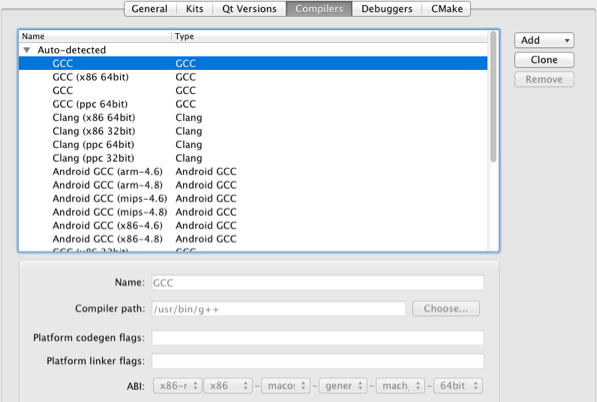 General Kits Qt Versions Compilers Debuggers CMake
Name Type
Auto-detected
GCC GCC
GCC (x86 64bit) GCC
GCC GCC
GCC (ppc 64bit) GCC
Clang (x86 64bit) Clang
Clang (x86 32bit) Clang
Clang (ppc 64bit) Clang
Clang (ppc 32bit) Clang
Android GCC (arm-4.6) Android GCC
Android GCC (arm-4.8) Android GCC
Android GCC (mips-4.6) Android GCC
Android GCC (mips-4.8) Android GCC
Android GCC (x86-4.6) Android GCC
Android GCC (x86-4.8) Android GCC
Add
Clone
Remove
Name: GCC
Compiler path: /usr/bin/g++ Choose...
Platform codegen flags:
Platform linker flags:
ABI: x86-r x86 - maco: - gener - mach_ - 64bit